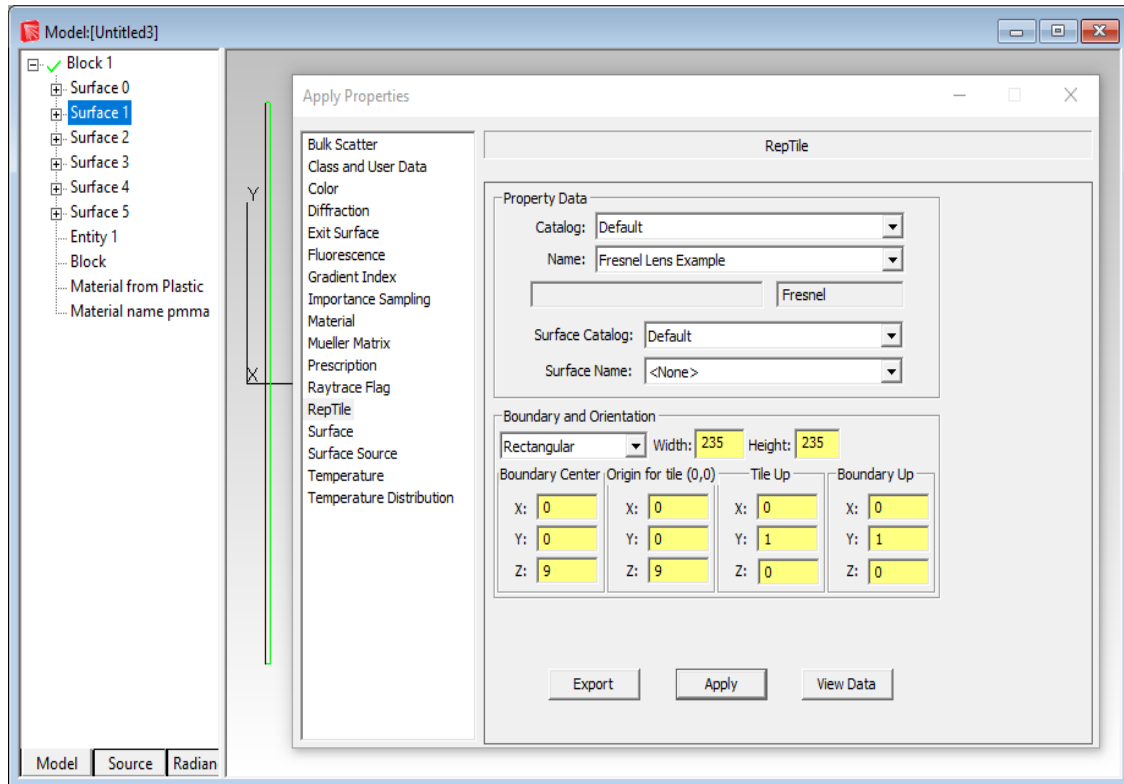 Model:[Untitled3]
Block 1
Surface 0
Surface 1
Surface 2
Surface 3
Surface 4
Surface 5
Entity 1
Block
Material from Plastic
Material name pmma
Model Source Radian
Y
X
Apply Properties
Bulk Scatter
Class and User Data
Color
Diffraction
Exit Surface
Fluorescence
Gradient Index
Importance Sampling
Material
Mueller Matrix
Prescription
Raytrace Flag
RepTile
Surface
Surface Source
Temperature
Temperature Distribution
RepTile
Property Data
Catalog: Default
Name: Fresnel Lens Example
Fresnel
Surface Catalog: Default
Surface Name: <None>
Boundary and Orientation
Rectangular Width: 235 Height: 235
Boundary Center Origin for tile (0,0) Tile Up Boundary Up
X: 0 X: 0 X: 0 X: 0
Y: 0 Y: 0 Y: 1 Y: 1
Z: 9 Z: 9 Z: 0 Z: 0
Export Apply View Data